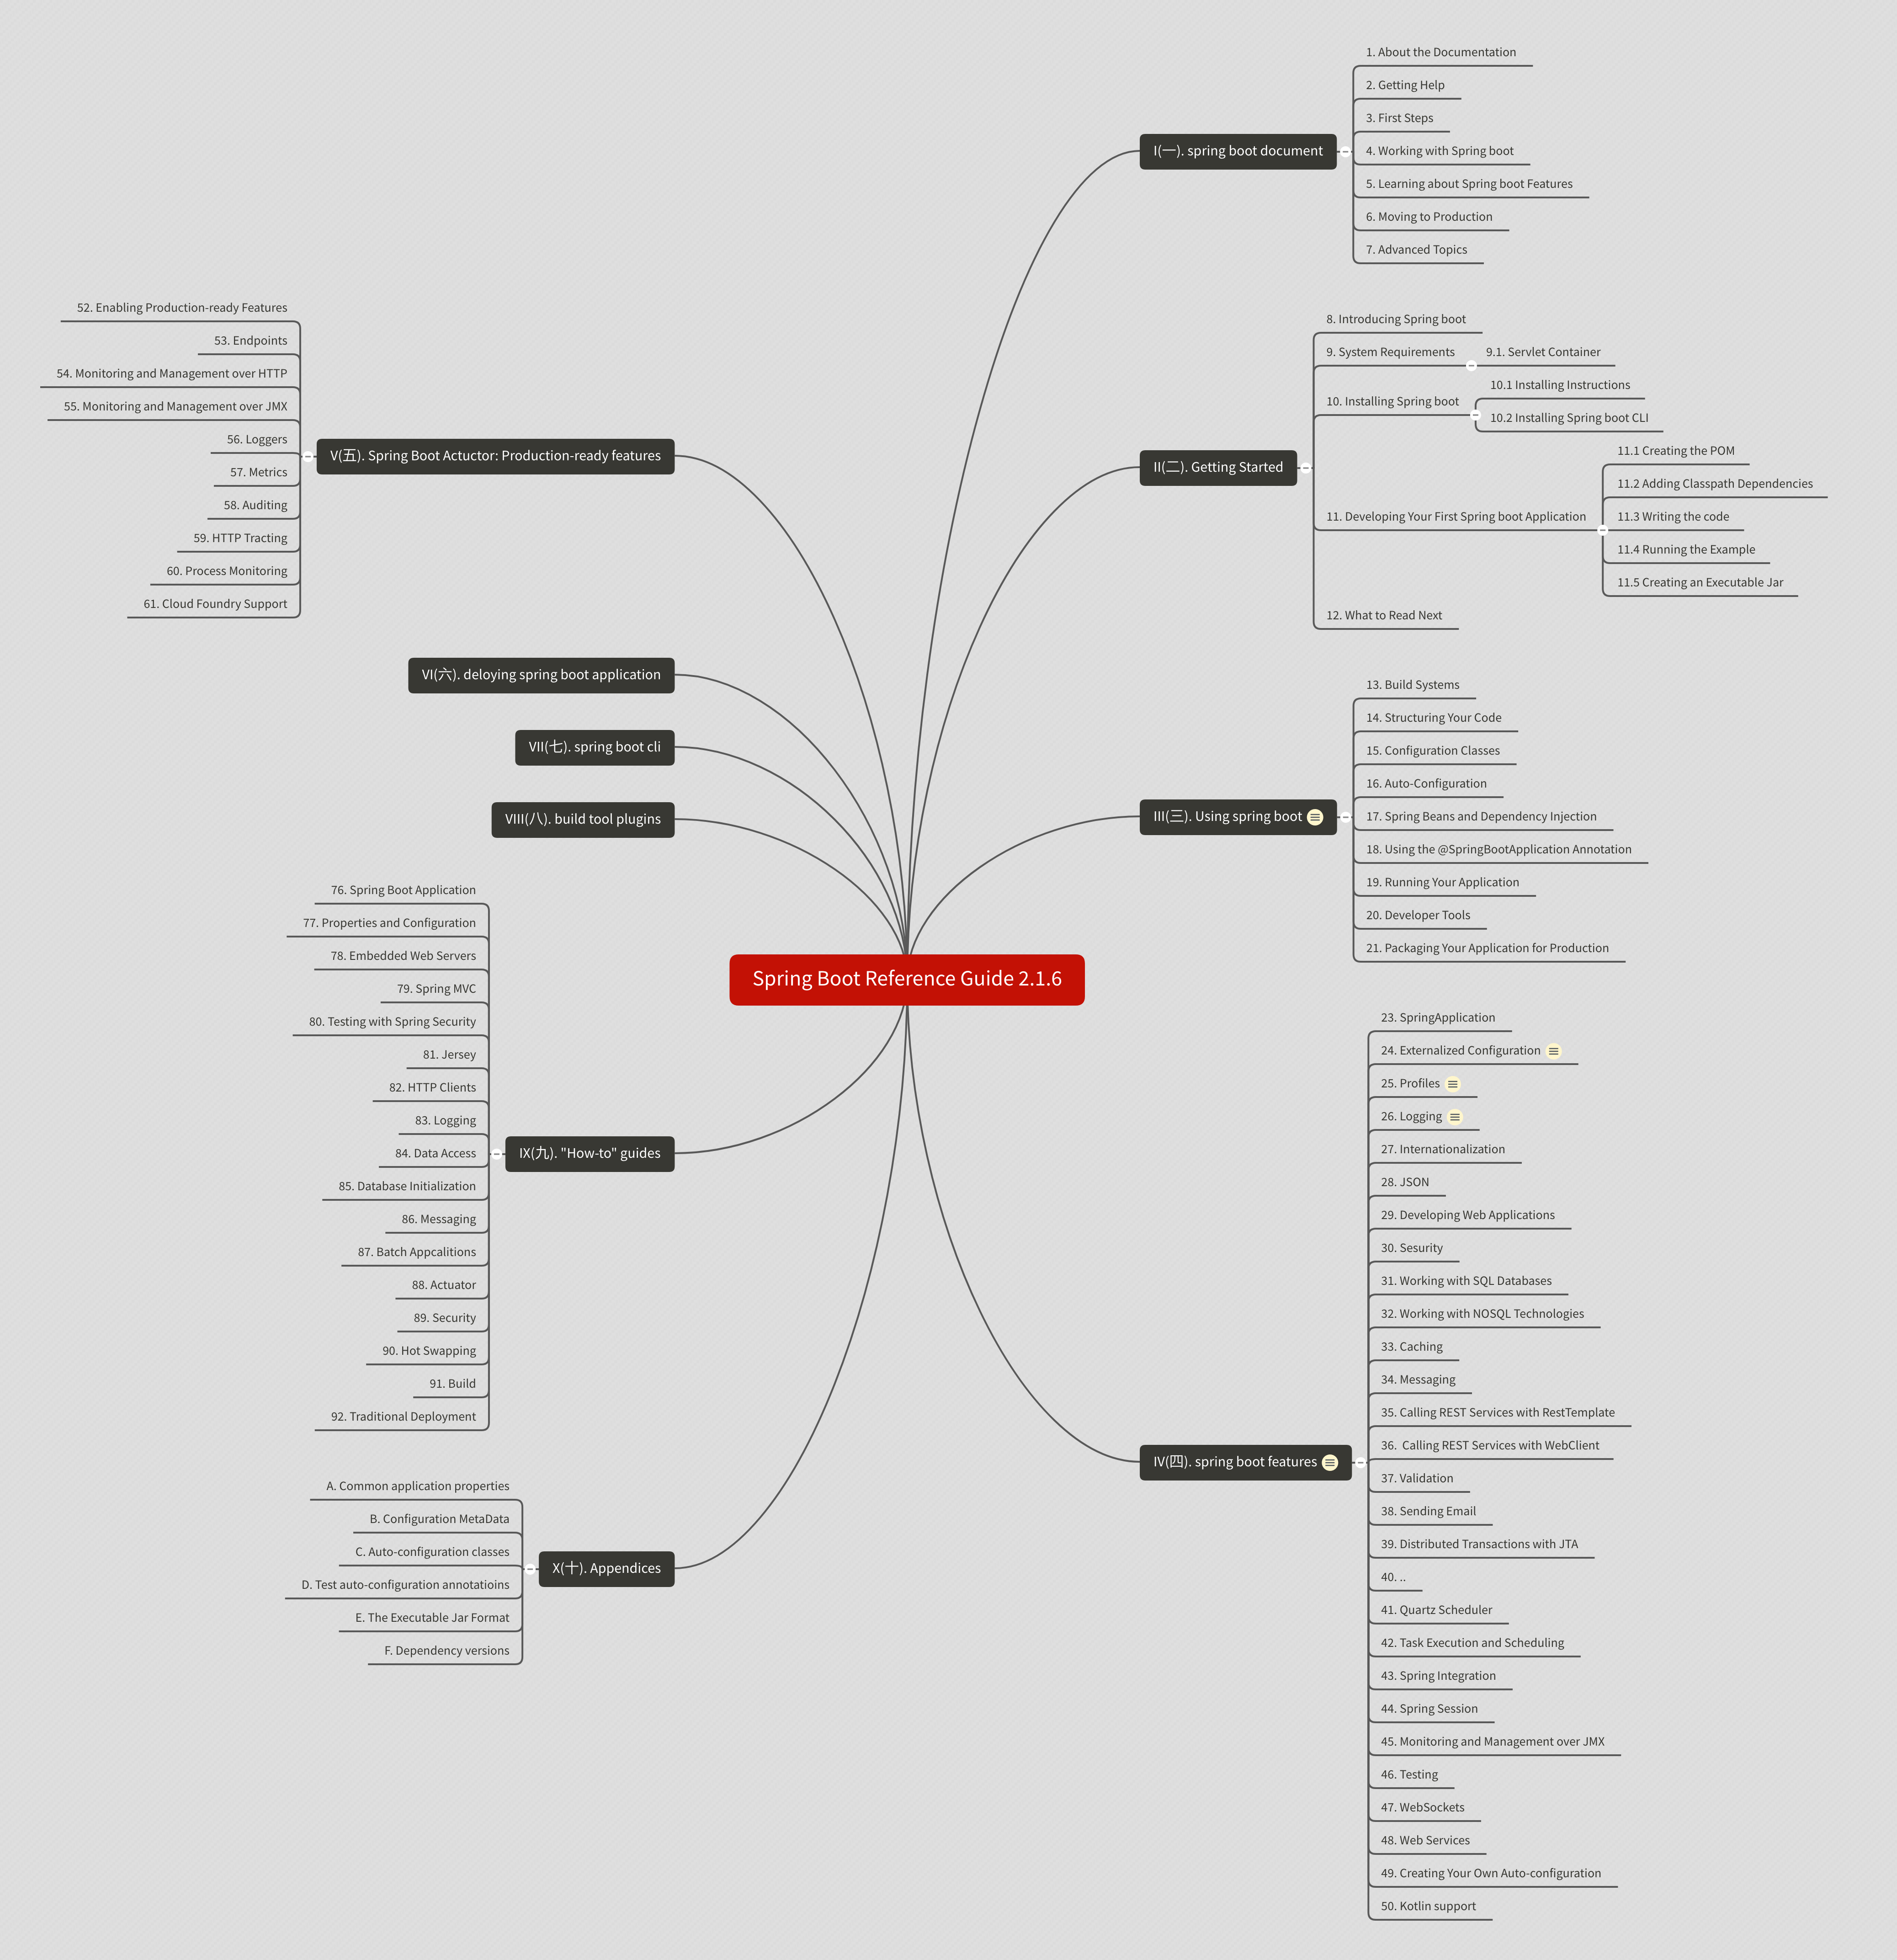 Spring Boot Reference Guide 2.1.6
I(一). spring boot document
1. About the Documentation
2. Getting Help
3. First Steps
4. Working with Spring boot
5. Learning about Spring boot Features
6. Moving to Production
7. Advanced Topics
II(二). Getting Started
8. Introducing Spring boot
9. System Requirements
9.1. Servlet Container
10. Installing Spring boot
10.1 Installing Instructions
10.2 Installing Spring boot CLI
11. Developing Your First Spring boot Application
11.1 Creating the POM
11.2 Adding Classpath Dependencies
11.3 Writing the code
11.4 Running the Example
11.5 Creating an Executable Jar
12. What to Read Next
III(三). Using spring boot
13. Build Systems
14. Structuring Your Code
15. Configuration Classes
16. Auto-Configuration
17. Spring Beans and Dependency Injection
18. Using the @SpringBootApplication Annotation
19. Running Your Application
20. Developer Tools
21. Packaging Your Application for Production
IV(四). spring boot features
23. SpringApplication
24. Externalized Configuration
25. Profiles
26. Logging
27. Internationalization
28. JSON
29. Developing Web Applications
30. Sesurity
31. Working with SQL Databases
32. Working with NOSQL Technologies
33. Caching
34. Messaging
35. Calling REST Services with RestTemplate
36.  Calling REST Services with WebClient
37. Validation
38. Sending Email
39. Distributed Transactions with JTA
40. ..
41. Quartz Scheduler
42. Task Execution and Scheduling
43. Spring Integration
44. Spring Session
45. Monitoring and Management over JMX
46. Testing
47. WebSockets
48. Web Services
49. Creating Your Own Auto-configuration
50. Kotlin support
V(五). Spring Boot Actuctor: Production-ready features
52. Enabling Production-ready Features
53. Endpoints
54. Monitoring and Management over HTTP
55. Monitoring and Management over JMX
56. Loggers
57. Metrics
58. Auditing
59. HTTP Tracting
60. Process Monitoring
61. Cloud Foundry Support
VI(六). deloying spring boot application
VII(七). spring boot cli
VIII(八). build tool plugins
IX(九). "How-to" guides
76. Spring Boot Application
77. Properties and Configuration
78. Embedded Web Servers
79. Spring MVC
80. Testing with Spring Security
81. Jersey
82. HTTP Clients
83. Logging
84. Data Access
85. Database Initialization
86. Messaging
87. Batch Appcalitions
88. Actuator
89. Security
90. Hot Swapping
91. Build
92. Traditional Deployment
X(十). Appendices
A. Common application properties
B. Configuration MetaData
C. Auto-configuration classes
D. Test auto-configuration annotatioins
E. The Executable Jar Format
F. Dependency versions